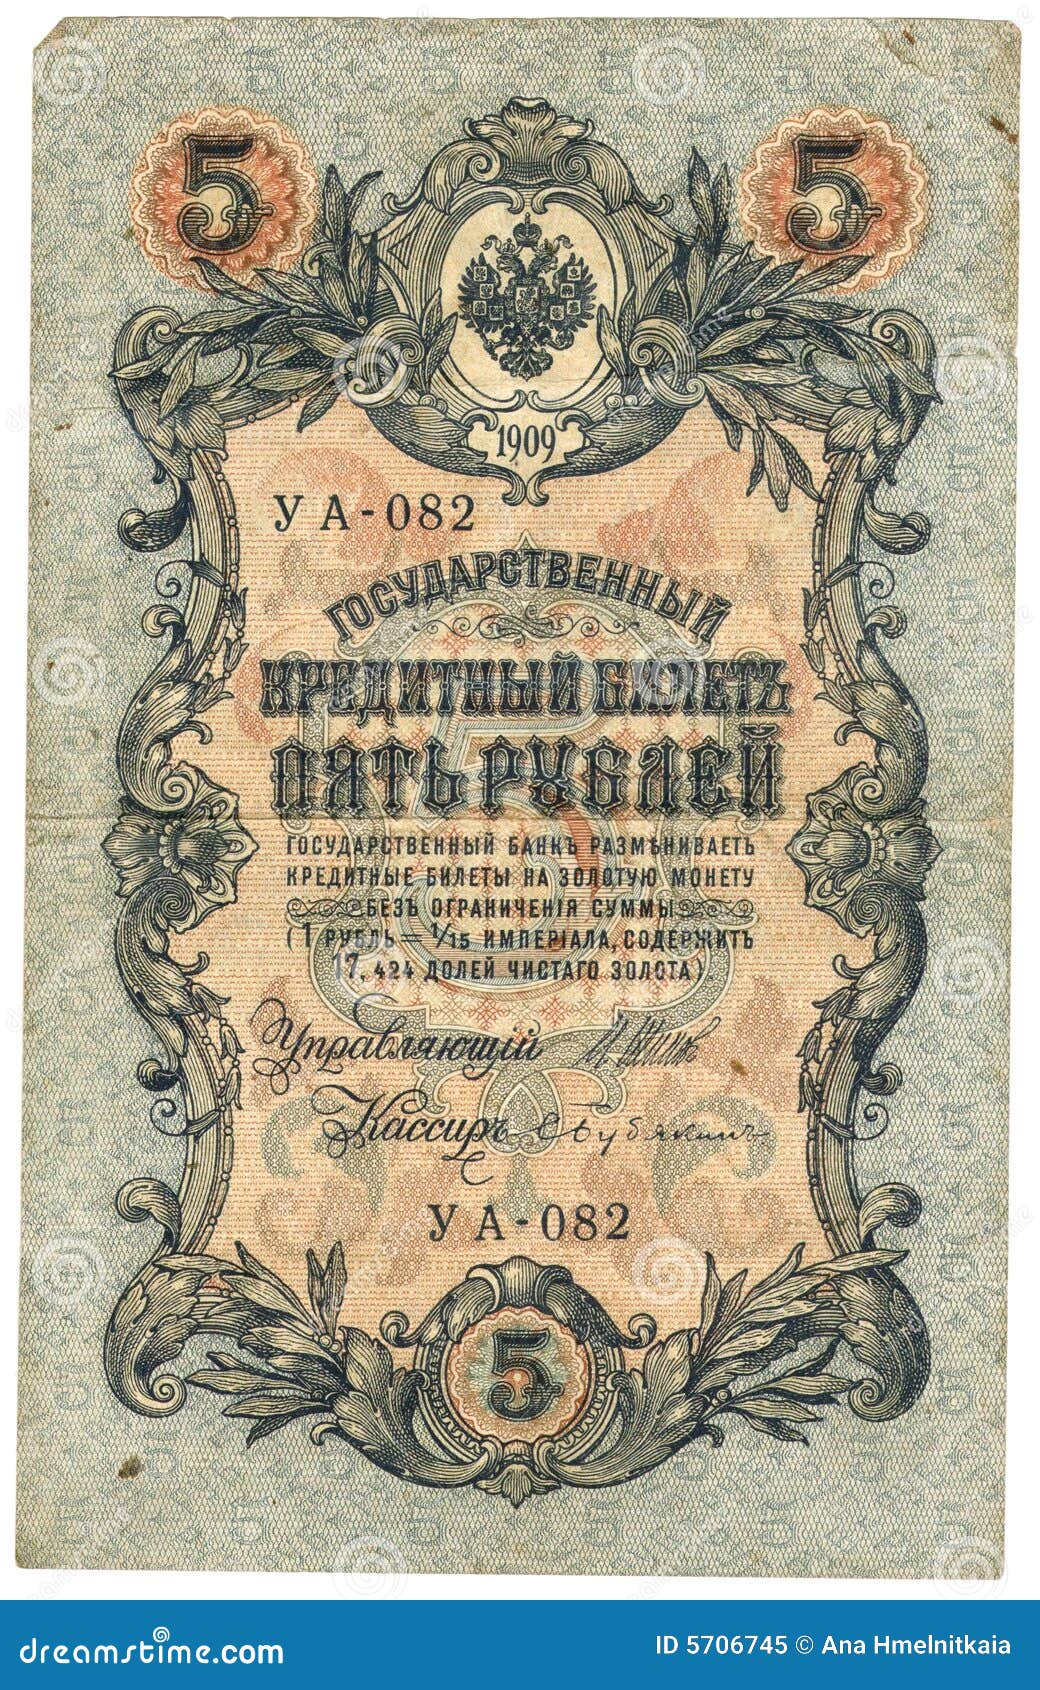 5 5
1909
УА-082
ГОСУДАРСТВЕННЫЙ
КРЕДИТНЫЙ БИЛЕТЪ
ПЯТЬ РУБЛЕЙ
ГОСУДАРСТВЕННЫЙ БАНКЪ РАЗМѢНИВАЕТЪ
КРЕДИТНЫЕ БИЛЕТЫ НА ЗОЛОТУЮ МОНЕТУ
БЕЗЪ ОГРАНИЧЕНІЯ СУММЫ
(1 РУБЛЬ = 1/15 ИМПЕРІАЛА, СОДЕРЖИТЪ
17, 424 ДОЛЕЙ ЧИСТАГО ЗОЛОТА)
Управляющій
Кассиръ
УА-082
5
dreamstime.com
ID 5706745 © Ana Hmelnitkaia